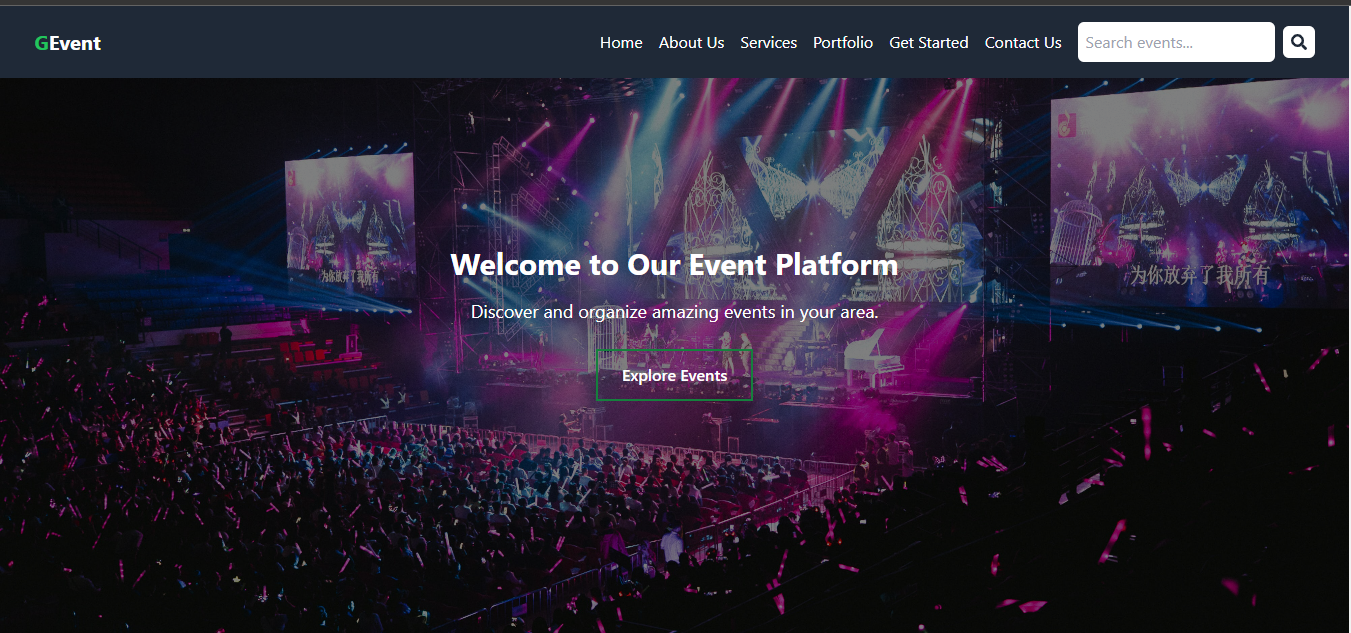 GEvent
Home About Us Services Portfolio Get Started Contact Us Search events...
Welcome to Our Event Platform
为你放弃了我所有
为你放弃了我所有
Discover and organize amazing events in your area.
Explore Events